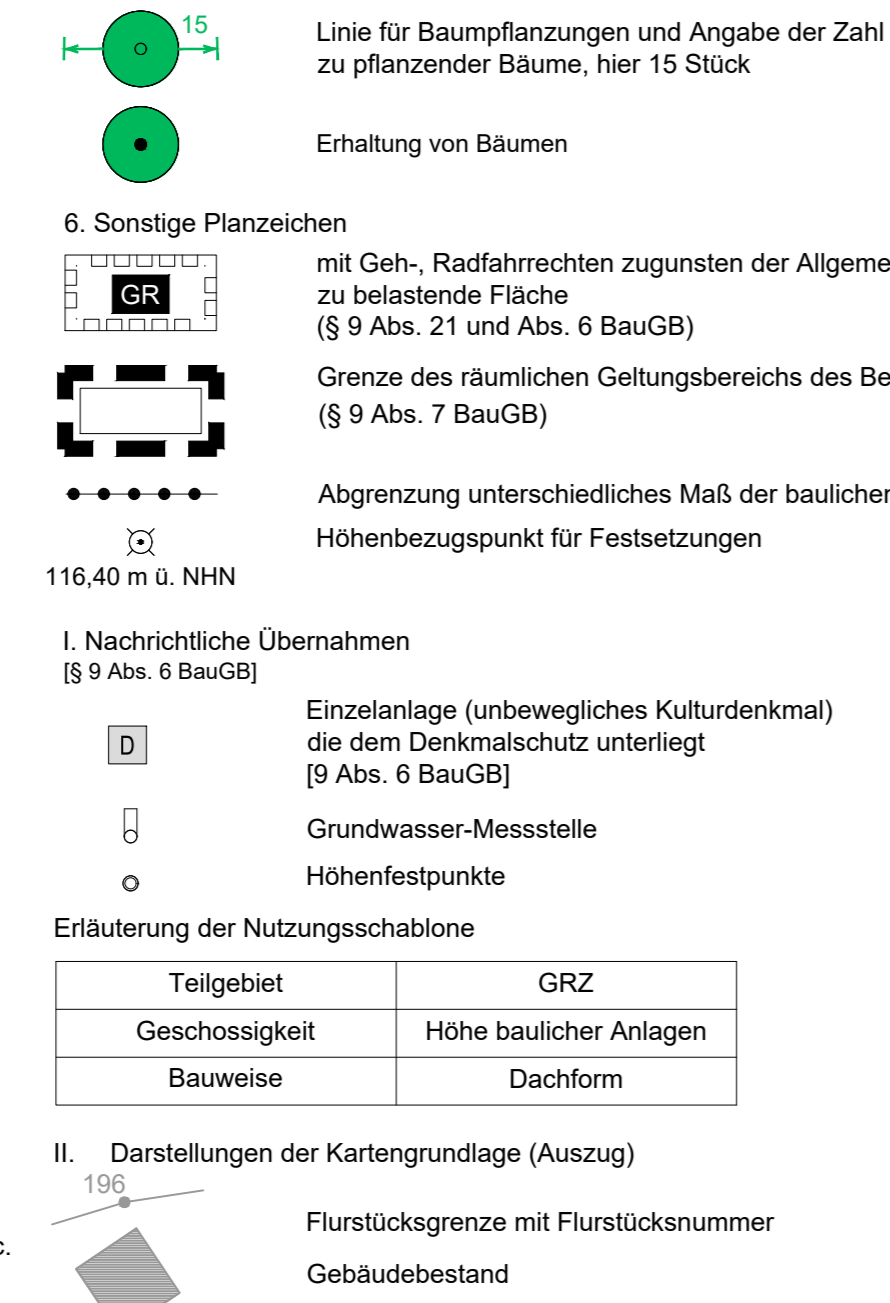 15
Linie für Baumpflanzungen und Angabe der Zahl
zu pflanzender Bäume, hier 15 Stück
Erhaltung von Bäumen
6. Sonstige Planzeichen
GR
mit Geh-, Radfahrrechten zugunsten der Allgeme
zu belastende Fläche
(§ 9 Abs. 21 und Abs. 6 BauGB)
Grenze des räumlichen Geltungsbereichs des Be
(§ 9 Abs. 7 BauGB)
Abgrenzung unterschiedliches Maß der baulicher
Höhenbezugspunkt für Festsetzungen
116,40 m ü. NHN
I. Nachrichtliche Übernahmen
[§ 9 Abs. 6 BauGB]
Einzelanlage (unbewegliches Kulturdenkmal)
D die dem Denkmalschutz unterliegt
[9 Abs. 6 BauGB]
Grundwasser-Messstelle
Höhenfestpunkte
Erläuterung der Nutzungsschablone
Teilgebiet GRZ
Geschossigkeit Höhe baulicher Anlagen
Bauweise Dachform
II. Darstellungen der Kartengrundlage (Auszug)
196
Flurstücksgrenze mit Flurstücksnummer
c.
Gebäudebestand